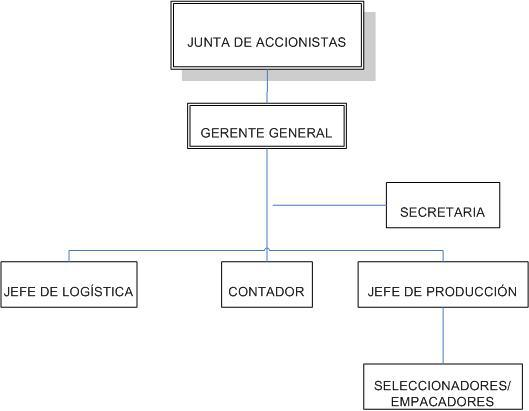 JUNTA DE ACCIONISTAS
GERENTE GENERAL
SECRETARIA
JEFE DE LOGÍSTICA
CONTADOR
JEFE DE PRODUCCIÓN
SELECCIONADORES/
EMPACADORES